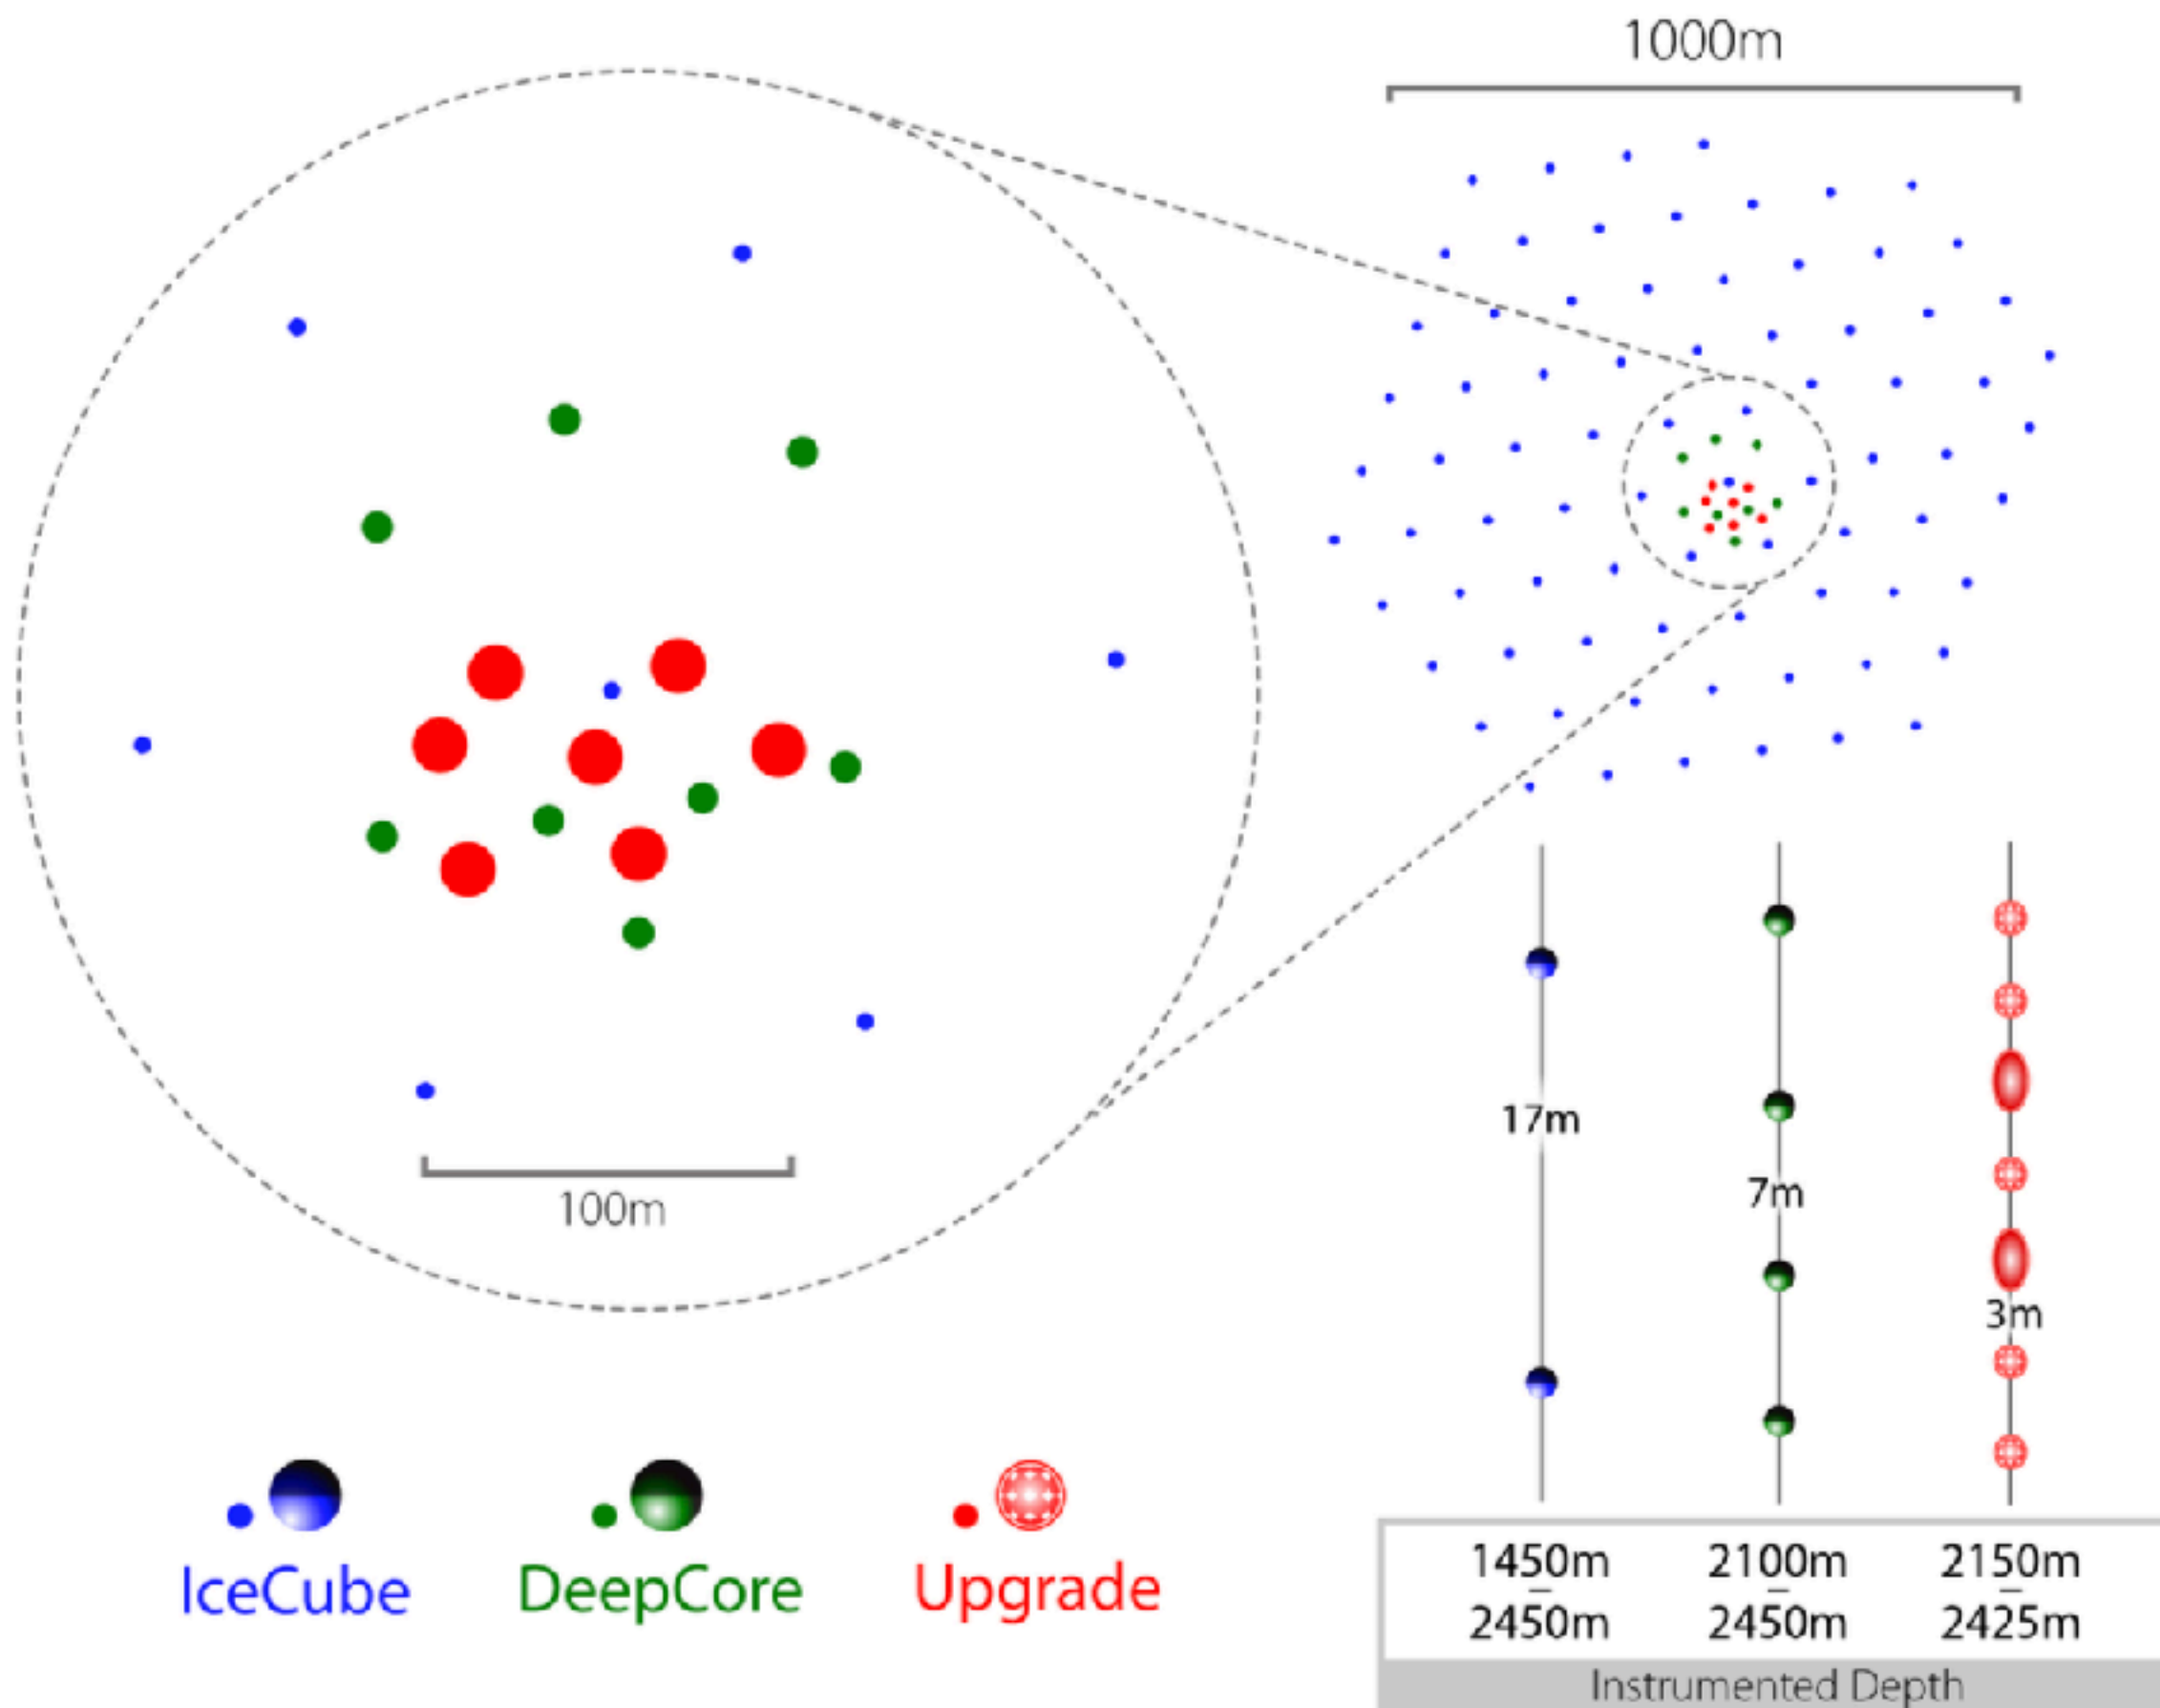 1000m
100m
17m
7m
3m
IceCube
DeepCore
Upgrade
1450m
–
2450m
2100m
–
2450m
2150m
–
2425m
Instrumented Depth